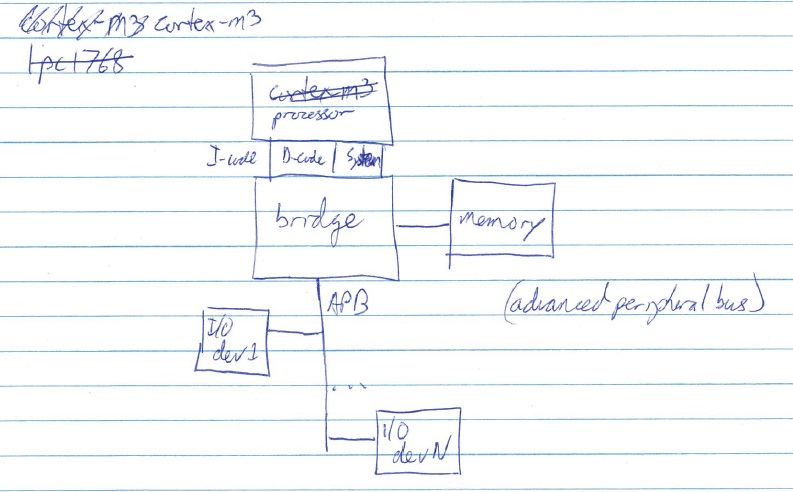 cortex-m3 cortex-m3
lpc1768
cortex-m3
processor
I-code D-code System
bridge
memory
APB
(advanced peripheral bus)
I/O
dev1
...
I/O
devN